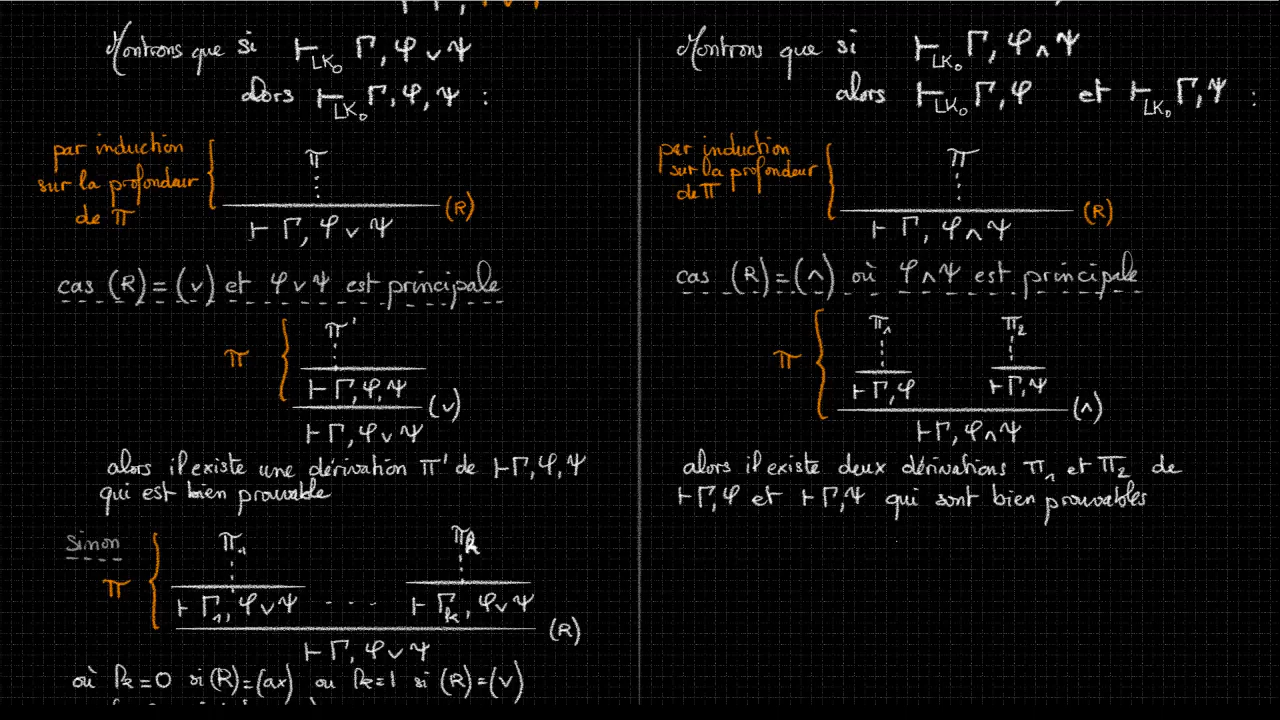 Montrons que si ⊢LK₀ Γ, φ ∨ ψ
alors ⊢LK₀ Γ, φ, ψ :
par induction
sur la profondeur
de π
π
(R)
⊢ Γ, φ ∨ ψ
cas (R) = (∨) et φ ∨ ψ est principale
π'
π
⊢ Γ, φ, ψ
(∨)
⊢ Γ, φ ∨ ψ
alors il existe une dérivation π' de ⊢ Γ, φ, ψ
qui est bien prouvable
Sinon
π₁ πk
π
⊢ Γ₁, φ ∨ ψ - - - ⊢ Γk, φ ∨ ψ
(R)
⊢ Γ, φ ∨ ψ
où k = 0 si (R) = (ax) ou k = 1 si (R) = (∨)
Montrons que si ⊢LK₀ Γ, φ ∧ ψ
alors ⊢LK₀ Γ, φ et ⊢LK₀ Γ, ψ :
par induction
sur la profondeur
de π
π
(R)
⊢ Γ, φ ∧ ψ
cas (R) = (∧) où φ ∧ ψ est principale
π₁ π₂
π
⊢ Γ, φ ⊢ Γ, ψ
(∧)
⊢ Γ, φ ∧ ψ
alors il existe deux dérivations π₁ et π₂ de
⊢ Γ, φ et ⊢ Γ, ψ qui sont bien prouvables